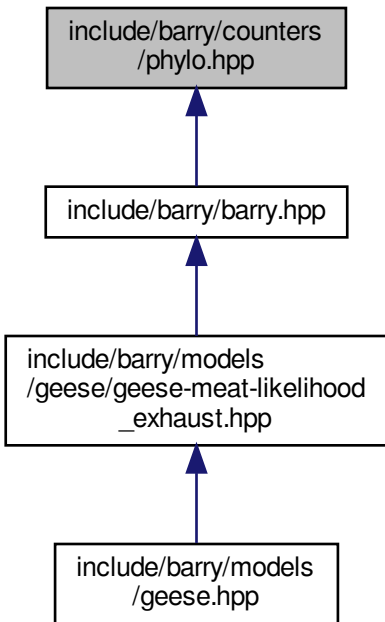 include/barry/counters
/phylo.hpp
include/barry/barry.hpp
include/barry/models
/geese/geese-meat-likelihood
_exhaust.hpp
include/barry/models
/geese.hpp